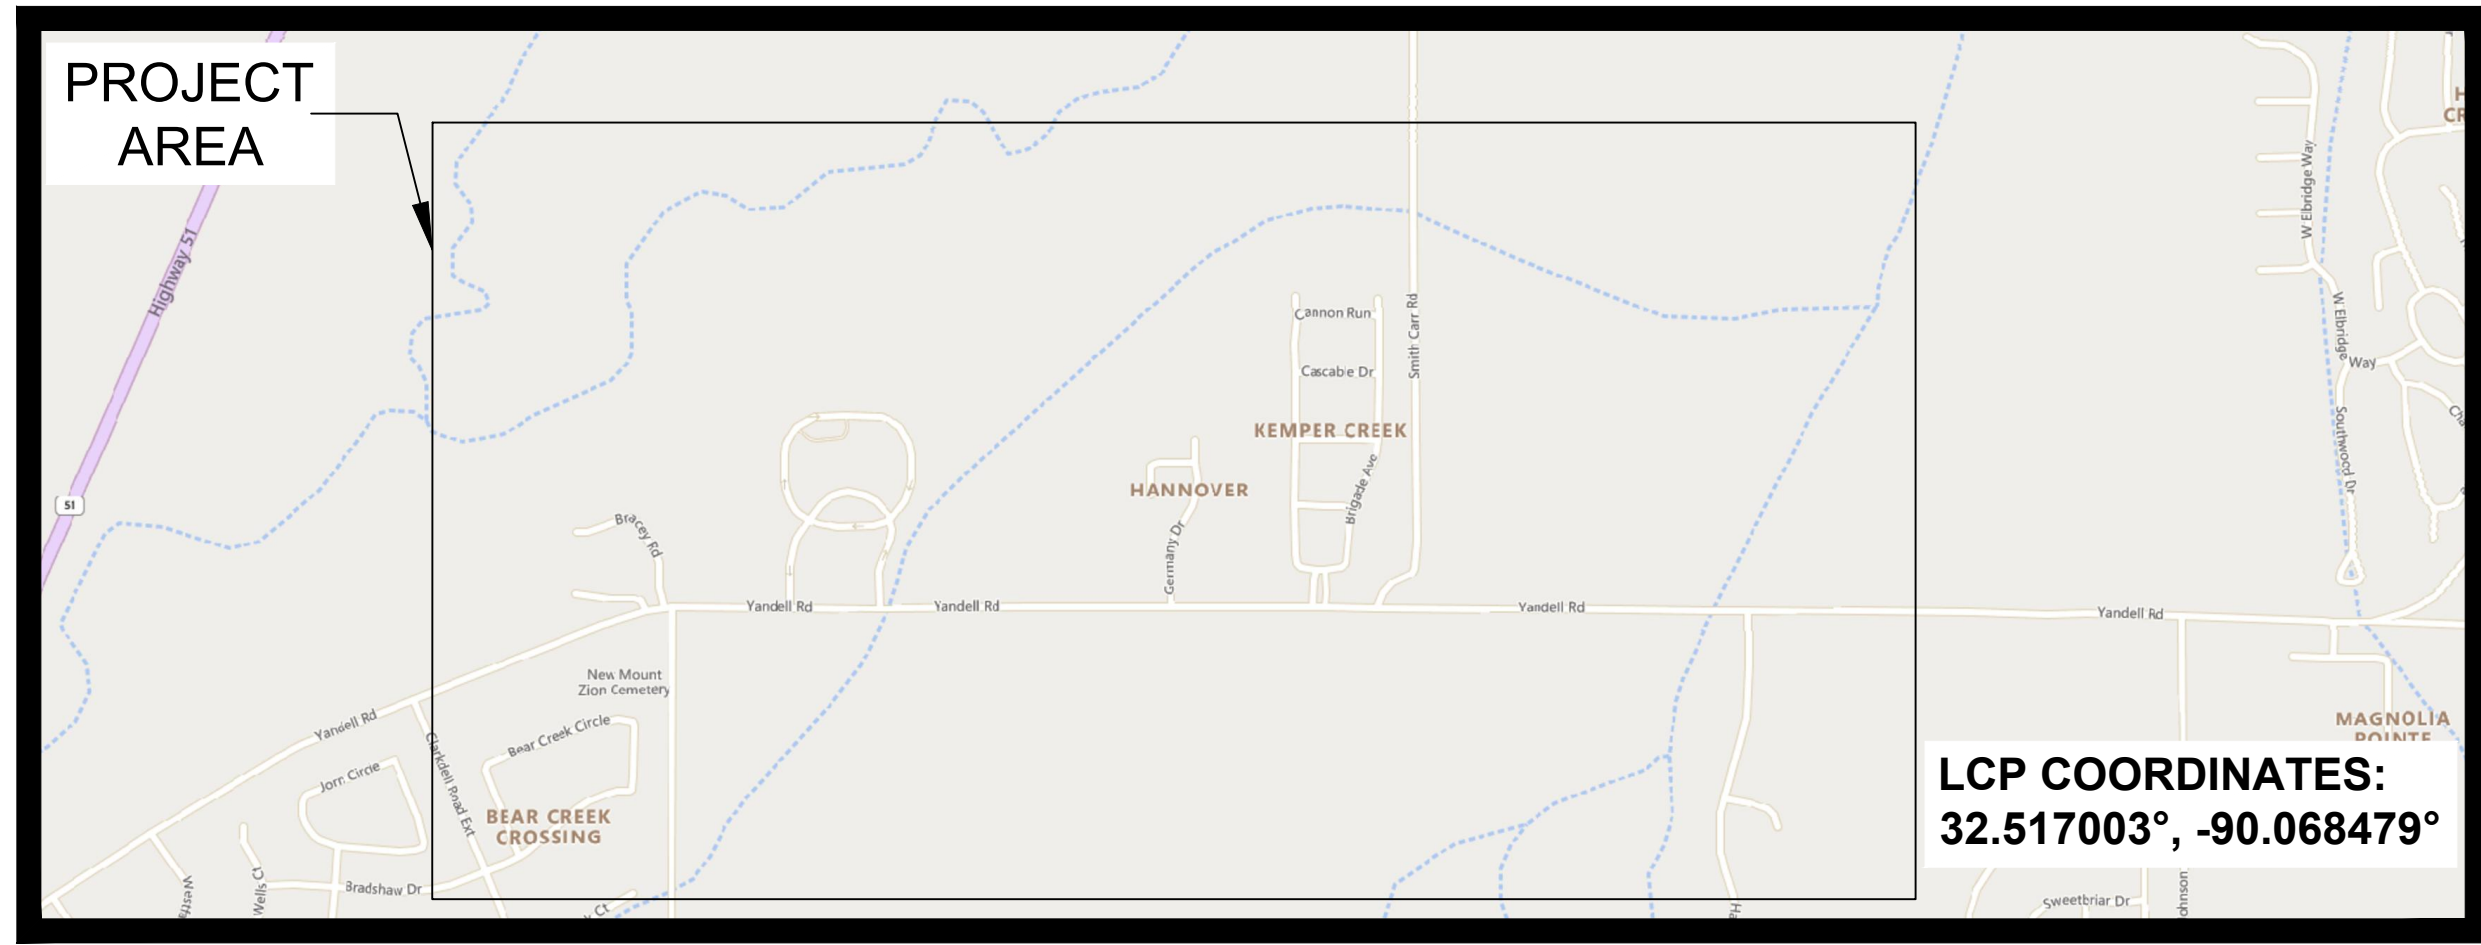 PROJECT
AREA
Highway 51
51
W Elbridge Way
W Elbridge
Way
Southwood Dr
Cannon Run
Smith Carr Rd
Cascable Dr
KEMPER CREEK
HANNOVER
Brigade Ave
Germany Dr
Bracey Rd
Yandell Rd
Yandell Rd
Yandell Rd
Yandell Rd
New Mount
Zion Cemetery
Yandell Rd
Bear Creek Circle
Clarkdell Road Ext
BEAR CREEK
CROSSING
Bradshaw Dr
Wells Ct
Ct
MAGNOLIA
POINTE
LCP COORDINATES:
32.517003°, -90.068479°
Sweetbriar Dr